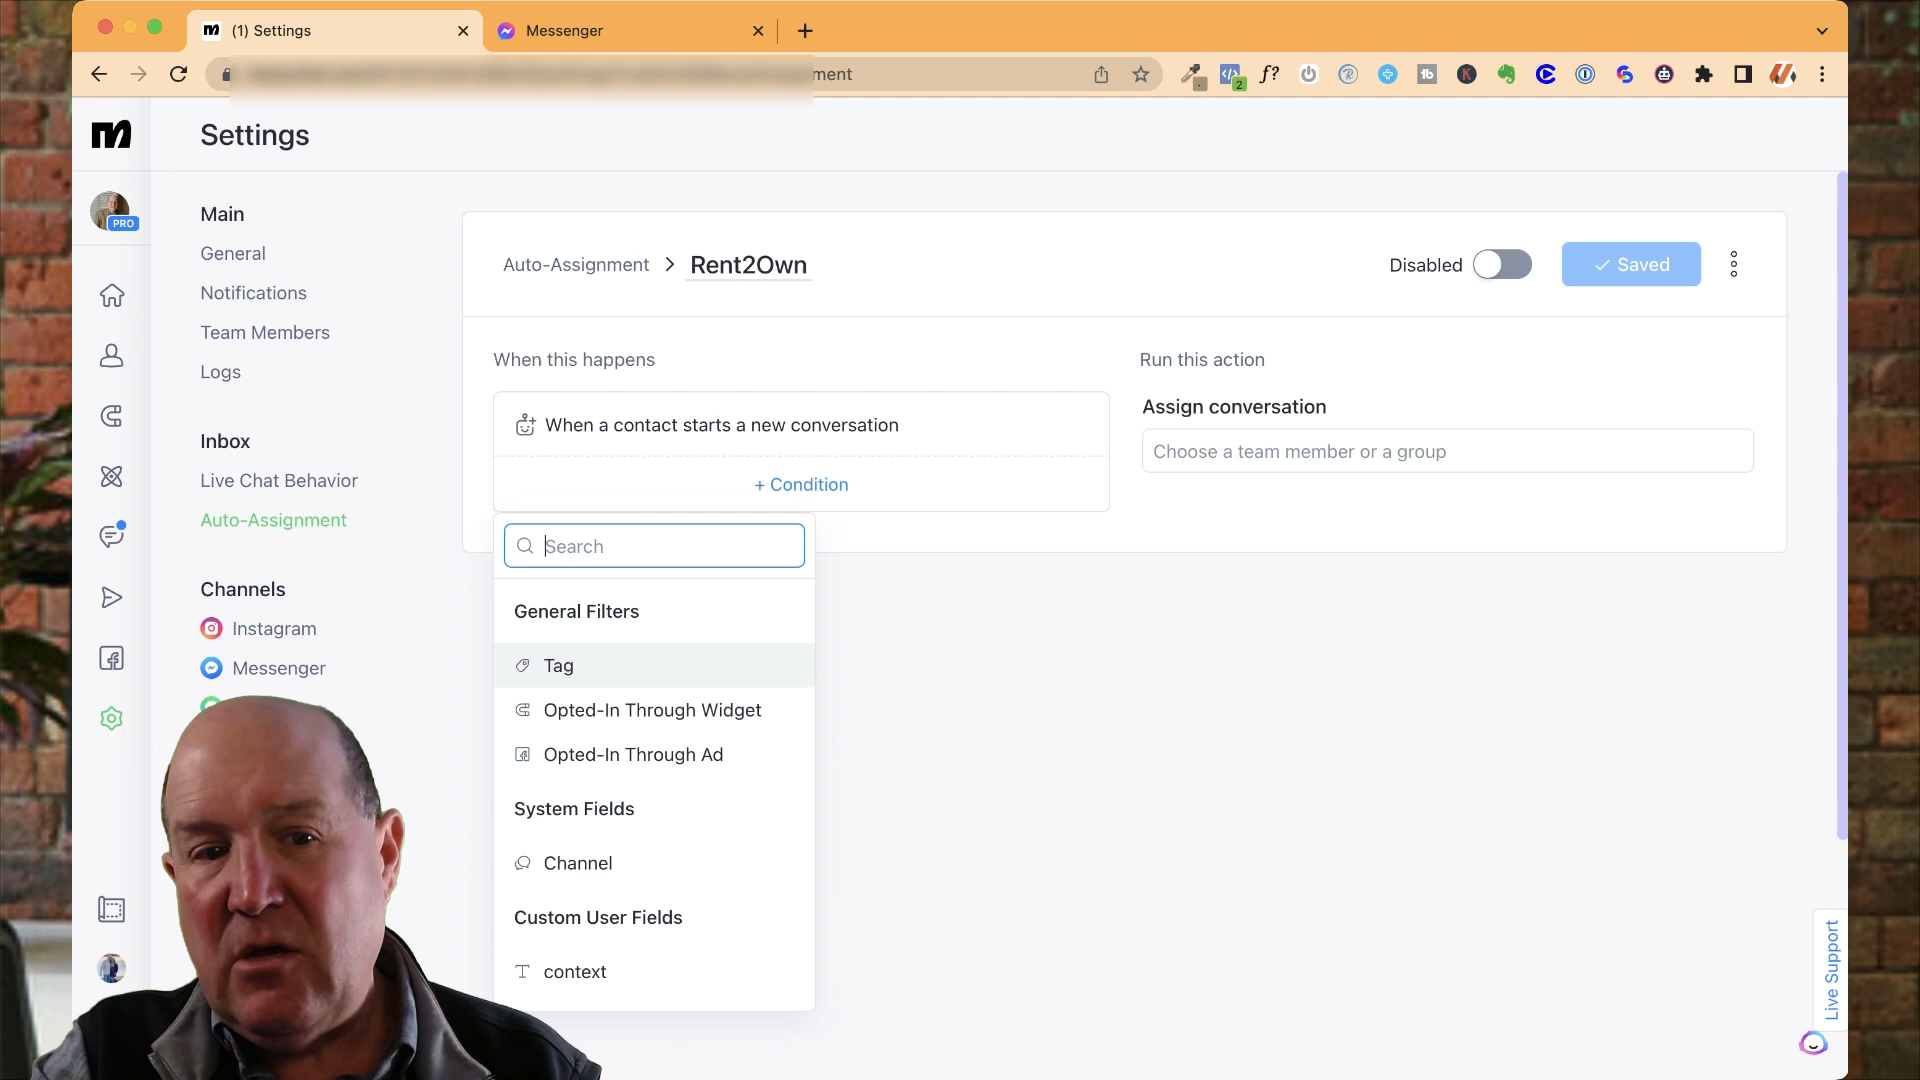 (1) Settings
Messenger
ment
2
f?
Settings
PRO
Main
General
Notifications
Team Members
Logs
Inbox
Live Chat Behavior
Auto-Assignment
Channels
Instagram
Messenger
Auto-Assignment > Rent2Own
Disabled
Saved
When this happens
When a contact starts a new conversation
+ Condition
Run this action
Assign conversation
Choose a team member or a group
Search
General Filters
Tag
Opted-In Through Widget
Opted-In Through Ad
System Fields
Channel
Custom User Fields
context
Live Support